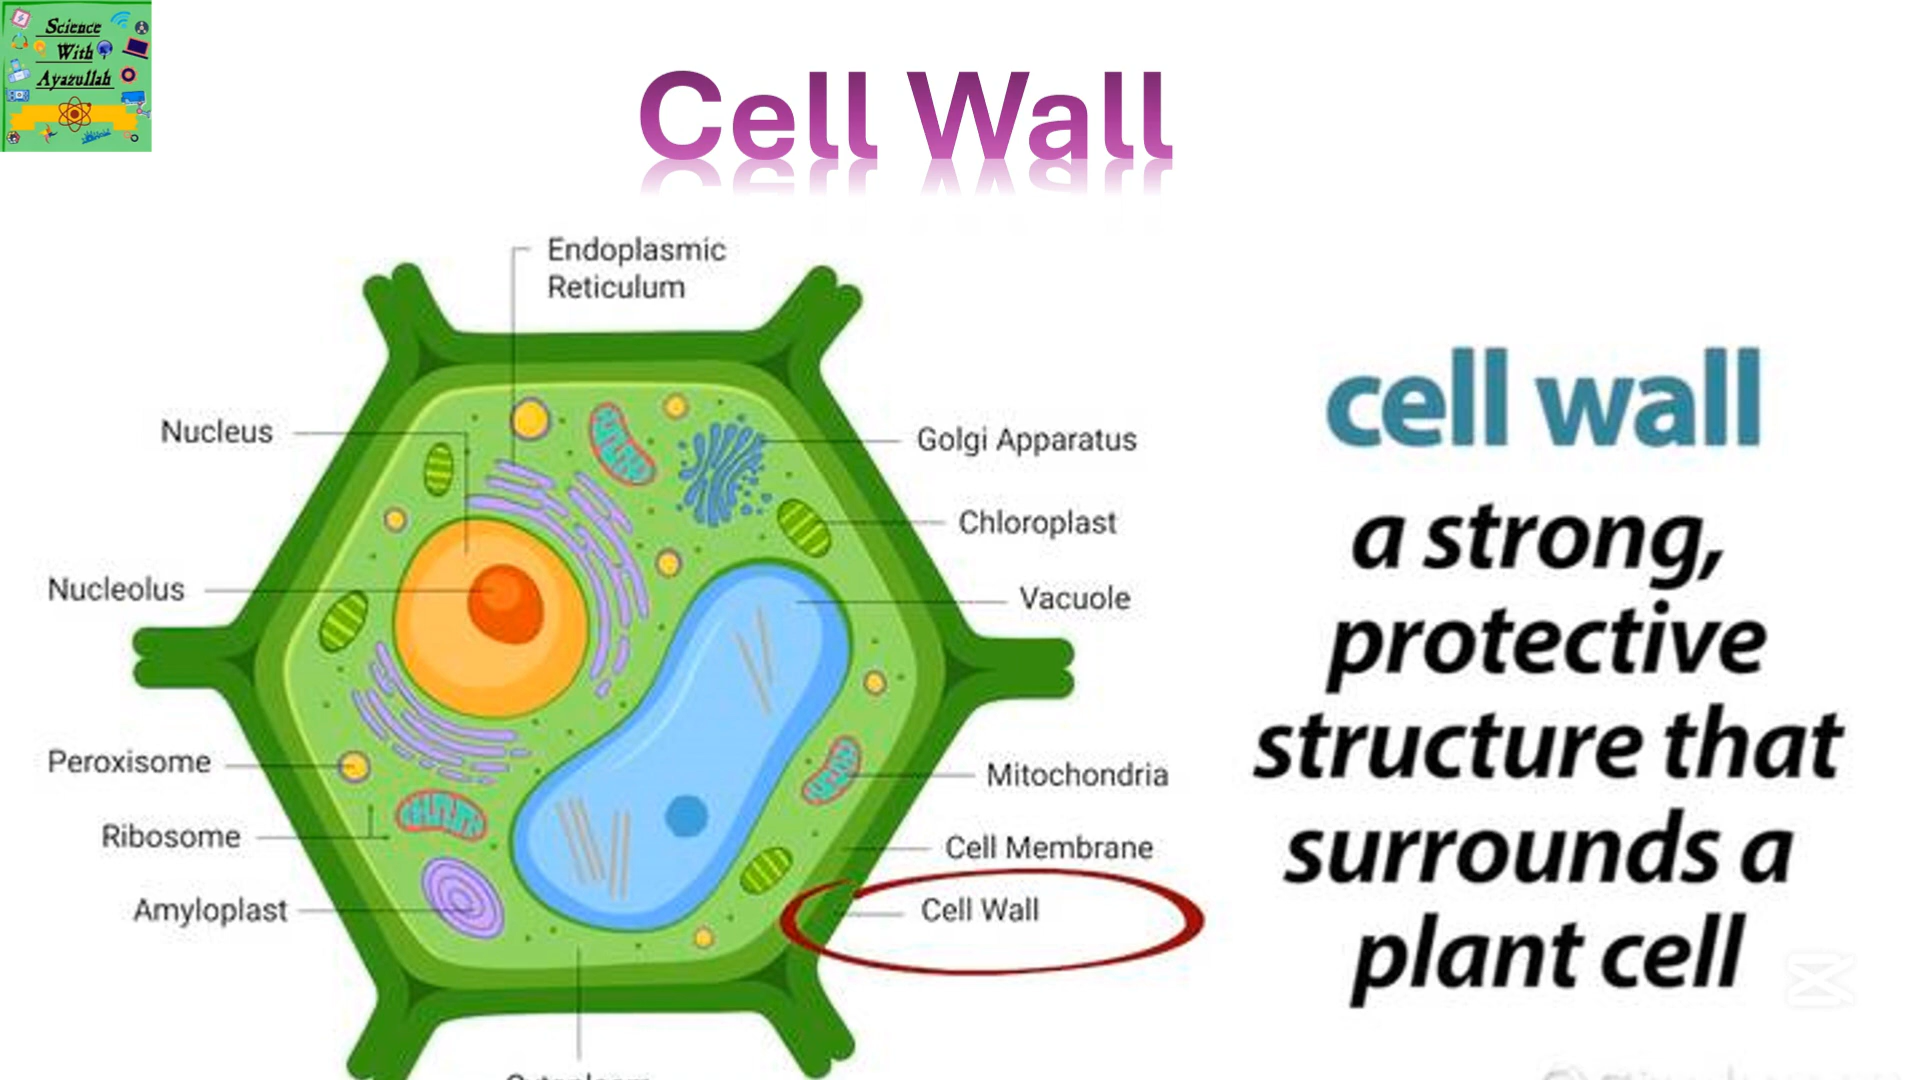 Science
With
Ayazullah
Cell Wall
Endoplasmic
Reticulum
Nucleus
Golgi Apparatus
Chloroplast
Nucleolus
Vacuole
Peroxisome
Mitochondria
Ribosome
Cell Membrane
Amyloplast
Cell Wall
cell wall
a strong,
protective
structure that
surrounds a
plant cell